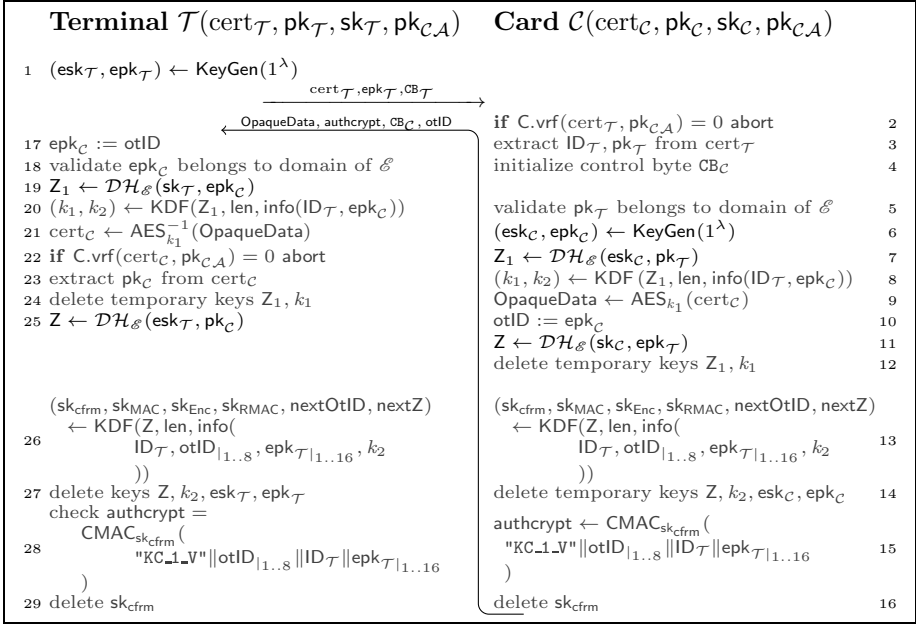 Terminal 𝒯(cert_𝒯, pk_𝒯, sk_𝒯, pk_𝒞𝒜)
1 (esk_𝒯, epk_𝒯) ← KeyGen(1^λ)
cert_𝒯,epk_𝒯,CB_𝒯
OpaqueData, authcrypt, CB_𝒞, otID
17 epk_𝒞 := otID
18 validate epk_𝒞 belongs to domain of ℰ
19 Z_1 ← 𝒟ℋ_ℰ(sk_𝒯, epk_𝒞)
20 (k_1, k_2) ← KDF(Z_1, len, info(ID_𝒯, epk_𝒞))
21 cert_𝒞 ← AES^{-1}_{k_1}(OpaqueData)
22 if C.vrf(cert_𝒞, pk_𝒞𝒜) = 0 abort
23 extract pk_𝒞 from cert_𝒞
24 delete temporary keys Z_1, k_1
25 Z ← 𝒟ℋ_ℰ(esk_𝒯, pk_𝒞)
(sk_cfrm, sk_MAC, sk_Enc, sk_RMAC, nextOtID, nextZ)
← KDF(Z, len, info(
26 ID_𝒯, otID_{|1..8}, epk_{𝒯|1..16}, k_2
))
27 delete keys Z, k_2, esk_𝒯, epk_𝒯
check authcrypt =
CMAC_{sk_cfrm}(
28 "KC_1_V"‖otID_{|1..8}‖ID_𝒯‖epk_{𝒯|1..16}
)
29 delete sk_cfrm
Card 𝒞(cert_𝒞, pk_𝒞, sk_𝒞, pk_𝒞𝒜)
if C.vrf(cert_𝒯, pk_𝒞𝒜) = 0 abort 2
extract ID_𝒯, pk_𝒯 from cert_𝒯 3
initialize control byte CB_𝒞 4
validate pk_𝒯 belongs to domain of ℰ 5
(esk_𝒞, epk_𝒞) ← KeyGen(1^λ) 6
Z_1 ← 𝒟ℋ_ℰ(esk_𝒞, pk_𝒯) 7
(k_1, k_2) ← KDF (Z_1, len, info(ID_𝒯, epk_𝒞)) 8
OpaqueData ← AES_{k_1}(cert_𝒞) 9
otID := epk_𝒞 10
Z ← 𝒟ℋ_ℰ(sk_𝒞, epk_𝒯) 11
delete temporary keys Z_1, k_1 12
(sk_cfrm, sk_MAC, sk_Enc, sk_RMAC, nextOtID, nextZ)
← KDF(Z, len, info(
ID_𝒯, otID_{|1..8}, epk_{𝒯|1..16}, k_2 13
))
delete temporary keys Z, k_2, esk_𝒞, epk_𝒞 14
authcrypt ← CMAC_{sk_cfrm}(
"KC_1_V"‖otID_{|1..8}‖ID_𝒯‖epk_{𝒯|1..16} 15
)
delete sk_cfrm 16